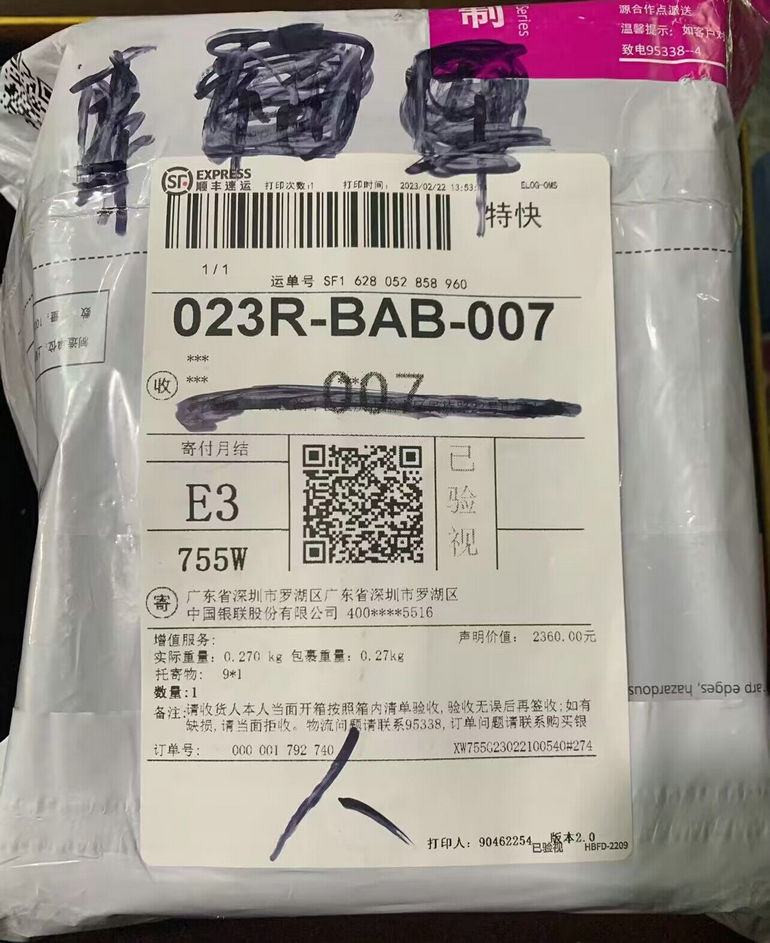 制
series
源合作点派送
温馨提示：如客户对
致电95338--4
SF EXPRESS
顺丰速运 打印次数:1 打印时间: 2023/02/22 13:53: ELOG-OMS
特快
1/1
运单号 SF1 628 052 858 960
023R-BAB-007
***
收 ***
007
寄付月结
E3
755W
已验视
寄 广东省深圳市罗湖区广东省深圳市罗湖区
中国银联股份有限公司 400****5516
增值服务: 声明价值: 2360.00元
实际重量: 0.270 kg 包裹重量: 0.27kg
托寄物: 9*1
数量:1
备注:请收货人本人当面开箱按照箱内清单验收,验收无误后再签收;如有
缺损,请当面拒收。物流问题请联系95338,订单问题请联系购买银
订单号: 000 001 792 740 XW755G23022100540#274
打印人: 90462254 版本2.0
已验视 HBFD-2209
数量:
制造单位:
arp edges, hazardous